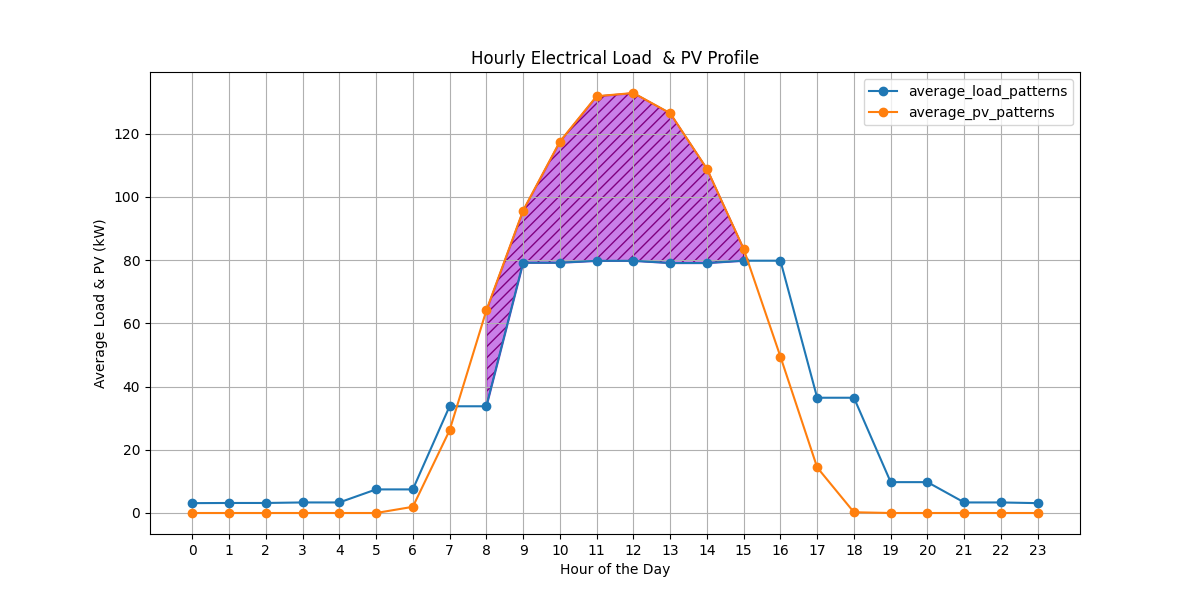 Hourly Electrical Load  & PV Profile
average_load_patterns
average_pv_patterns
Average Load & PV (kW)
120
100
80
60
40
20
0
0 1 2 3 4 5 6 7 8 9 10 11 12 13 14 15 16 17 18 19 20 21 22 23
Hour of the Day